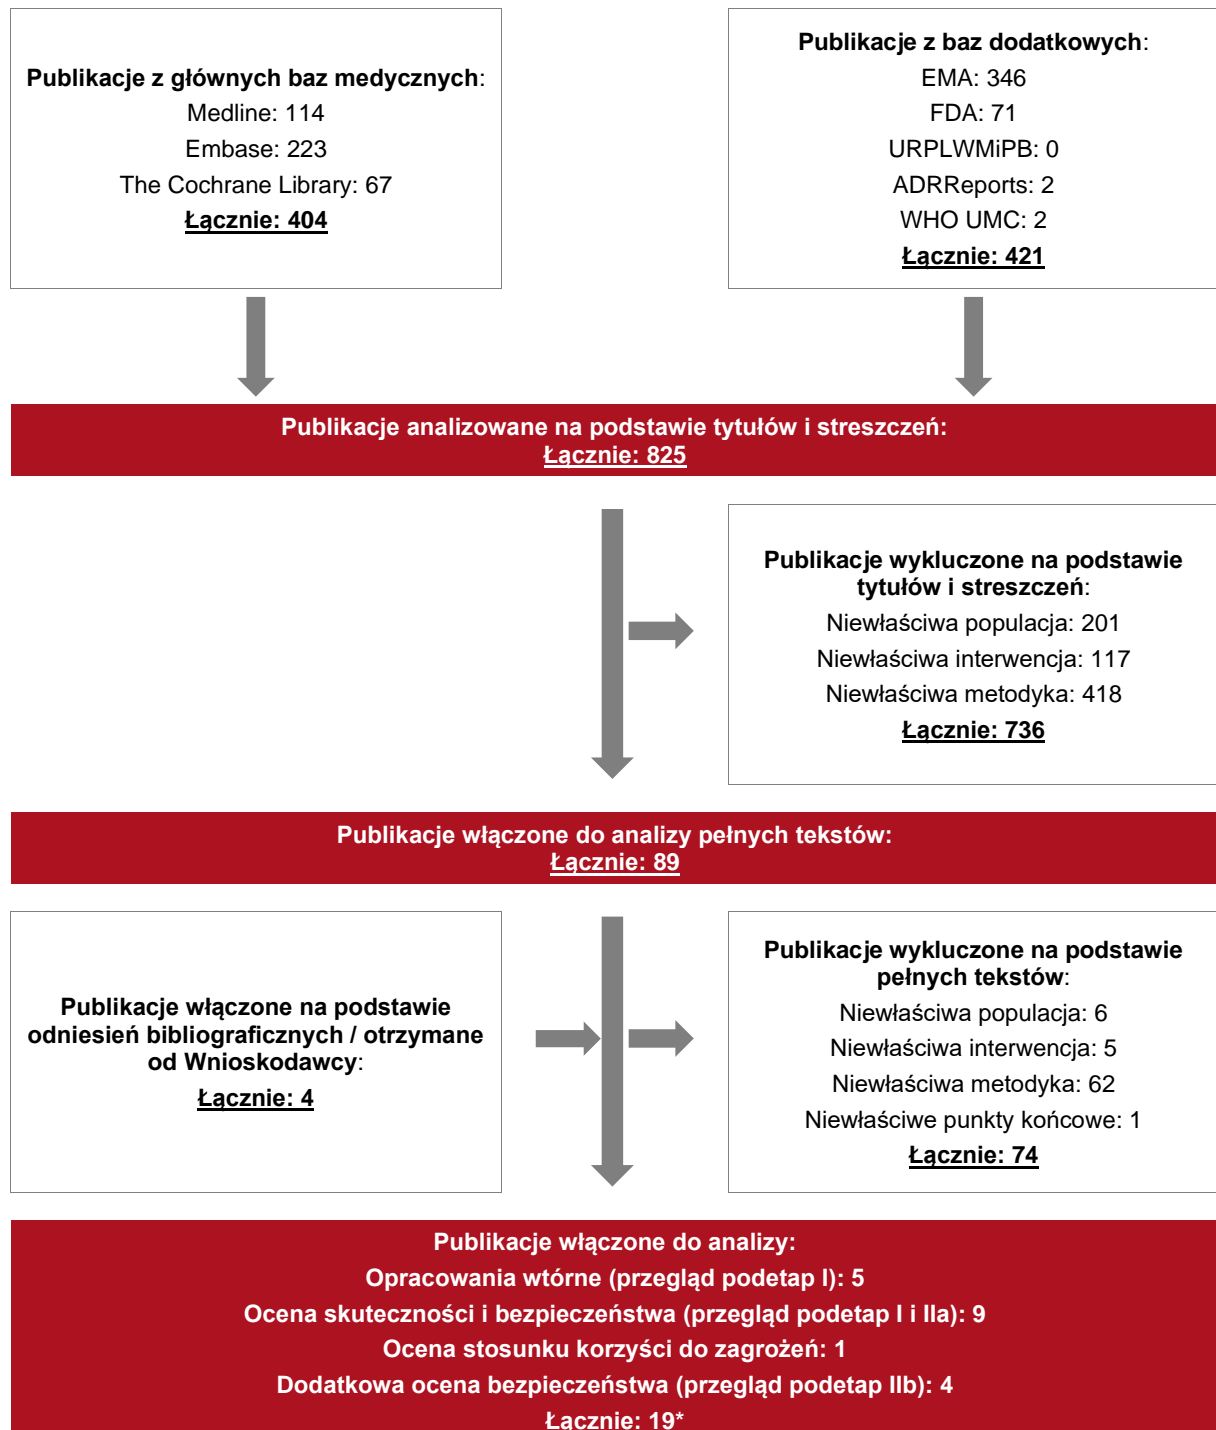 Publikacje z głównych baz medycznych:
Medline: 114
Embase: 223
The Cochrane Library: 67
Łącznie: 404
Publikacje z baz dodatkowych:
EMA: 346
FDA: 71
URPLWMiPB: 0
ADRReports: 2
WHO UMC: 2
Łącznie: 421
Publikacje analizowane na podstawie tytułów i streszczeń:
Łącznie: 825
Publikacje wykluczone na podstawie
tytułów i streszczeń:
Niewłaściwa populacja: 201
Niewłaściwa interwencja: 117
Niewłaściwa metodyka: 418
Łącznie: 736
Publikacje włączone do analizy pełnych tekstów:
Łącznie: 89
Publikacje włączone na podstawie
odniesień bibliograficznych / otrzymane
od Wnioskodawcy:
Łącznie: 4
Publikacje wykluczone na podstawie
pełnych tekstów:
Niewłaściwa populacja: 6
Niewłaściwa interwencja: 5
Niewłaściwa metodyka: 62
Niewłaściwe punkty końcowe: 1
Łącznie: 74
Publikacje włączone do analizy:
Opracowania wtórne (przegląd podetap I): 5
Ocena skuteczności i bezpieczeństwa (przegląd podetap I i IIa): 9
Ocena stosunku korzyści do zagrożeń: 1
Dodatkowa ocena bezpieczeństwa (przegląd podetap IIb): 4
Łącznie: 19*